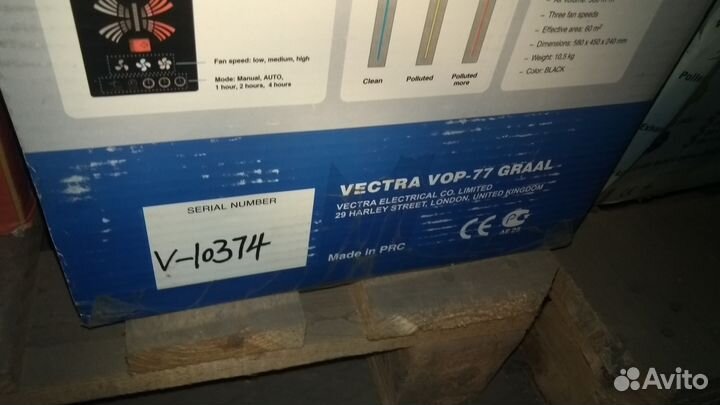 Fan speed: low, medium, high
Mode: Manual, AUTO,
1 hour, 2 hours, 4 hours
Clean
Polluted
Polluted
more
– Three fan speeds
– Effective area: 60 m²
– Dimensions: 580 x 450 x 240 mm
– Weight: 10,5 kg
– Color: BLACK
VECTRA VOP-77 GRAAL
VECTRA ELECTRICAL CO. LIMITED
29 HARLEY STREET, LONDON, UNITED KINGDOM
SERIAL NUMBER
V-10374
Made in PRC
CE
Avito